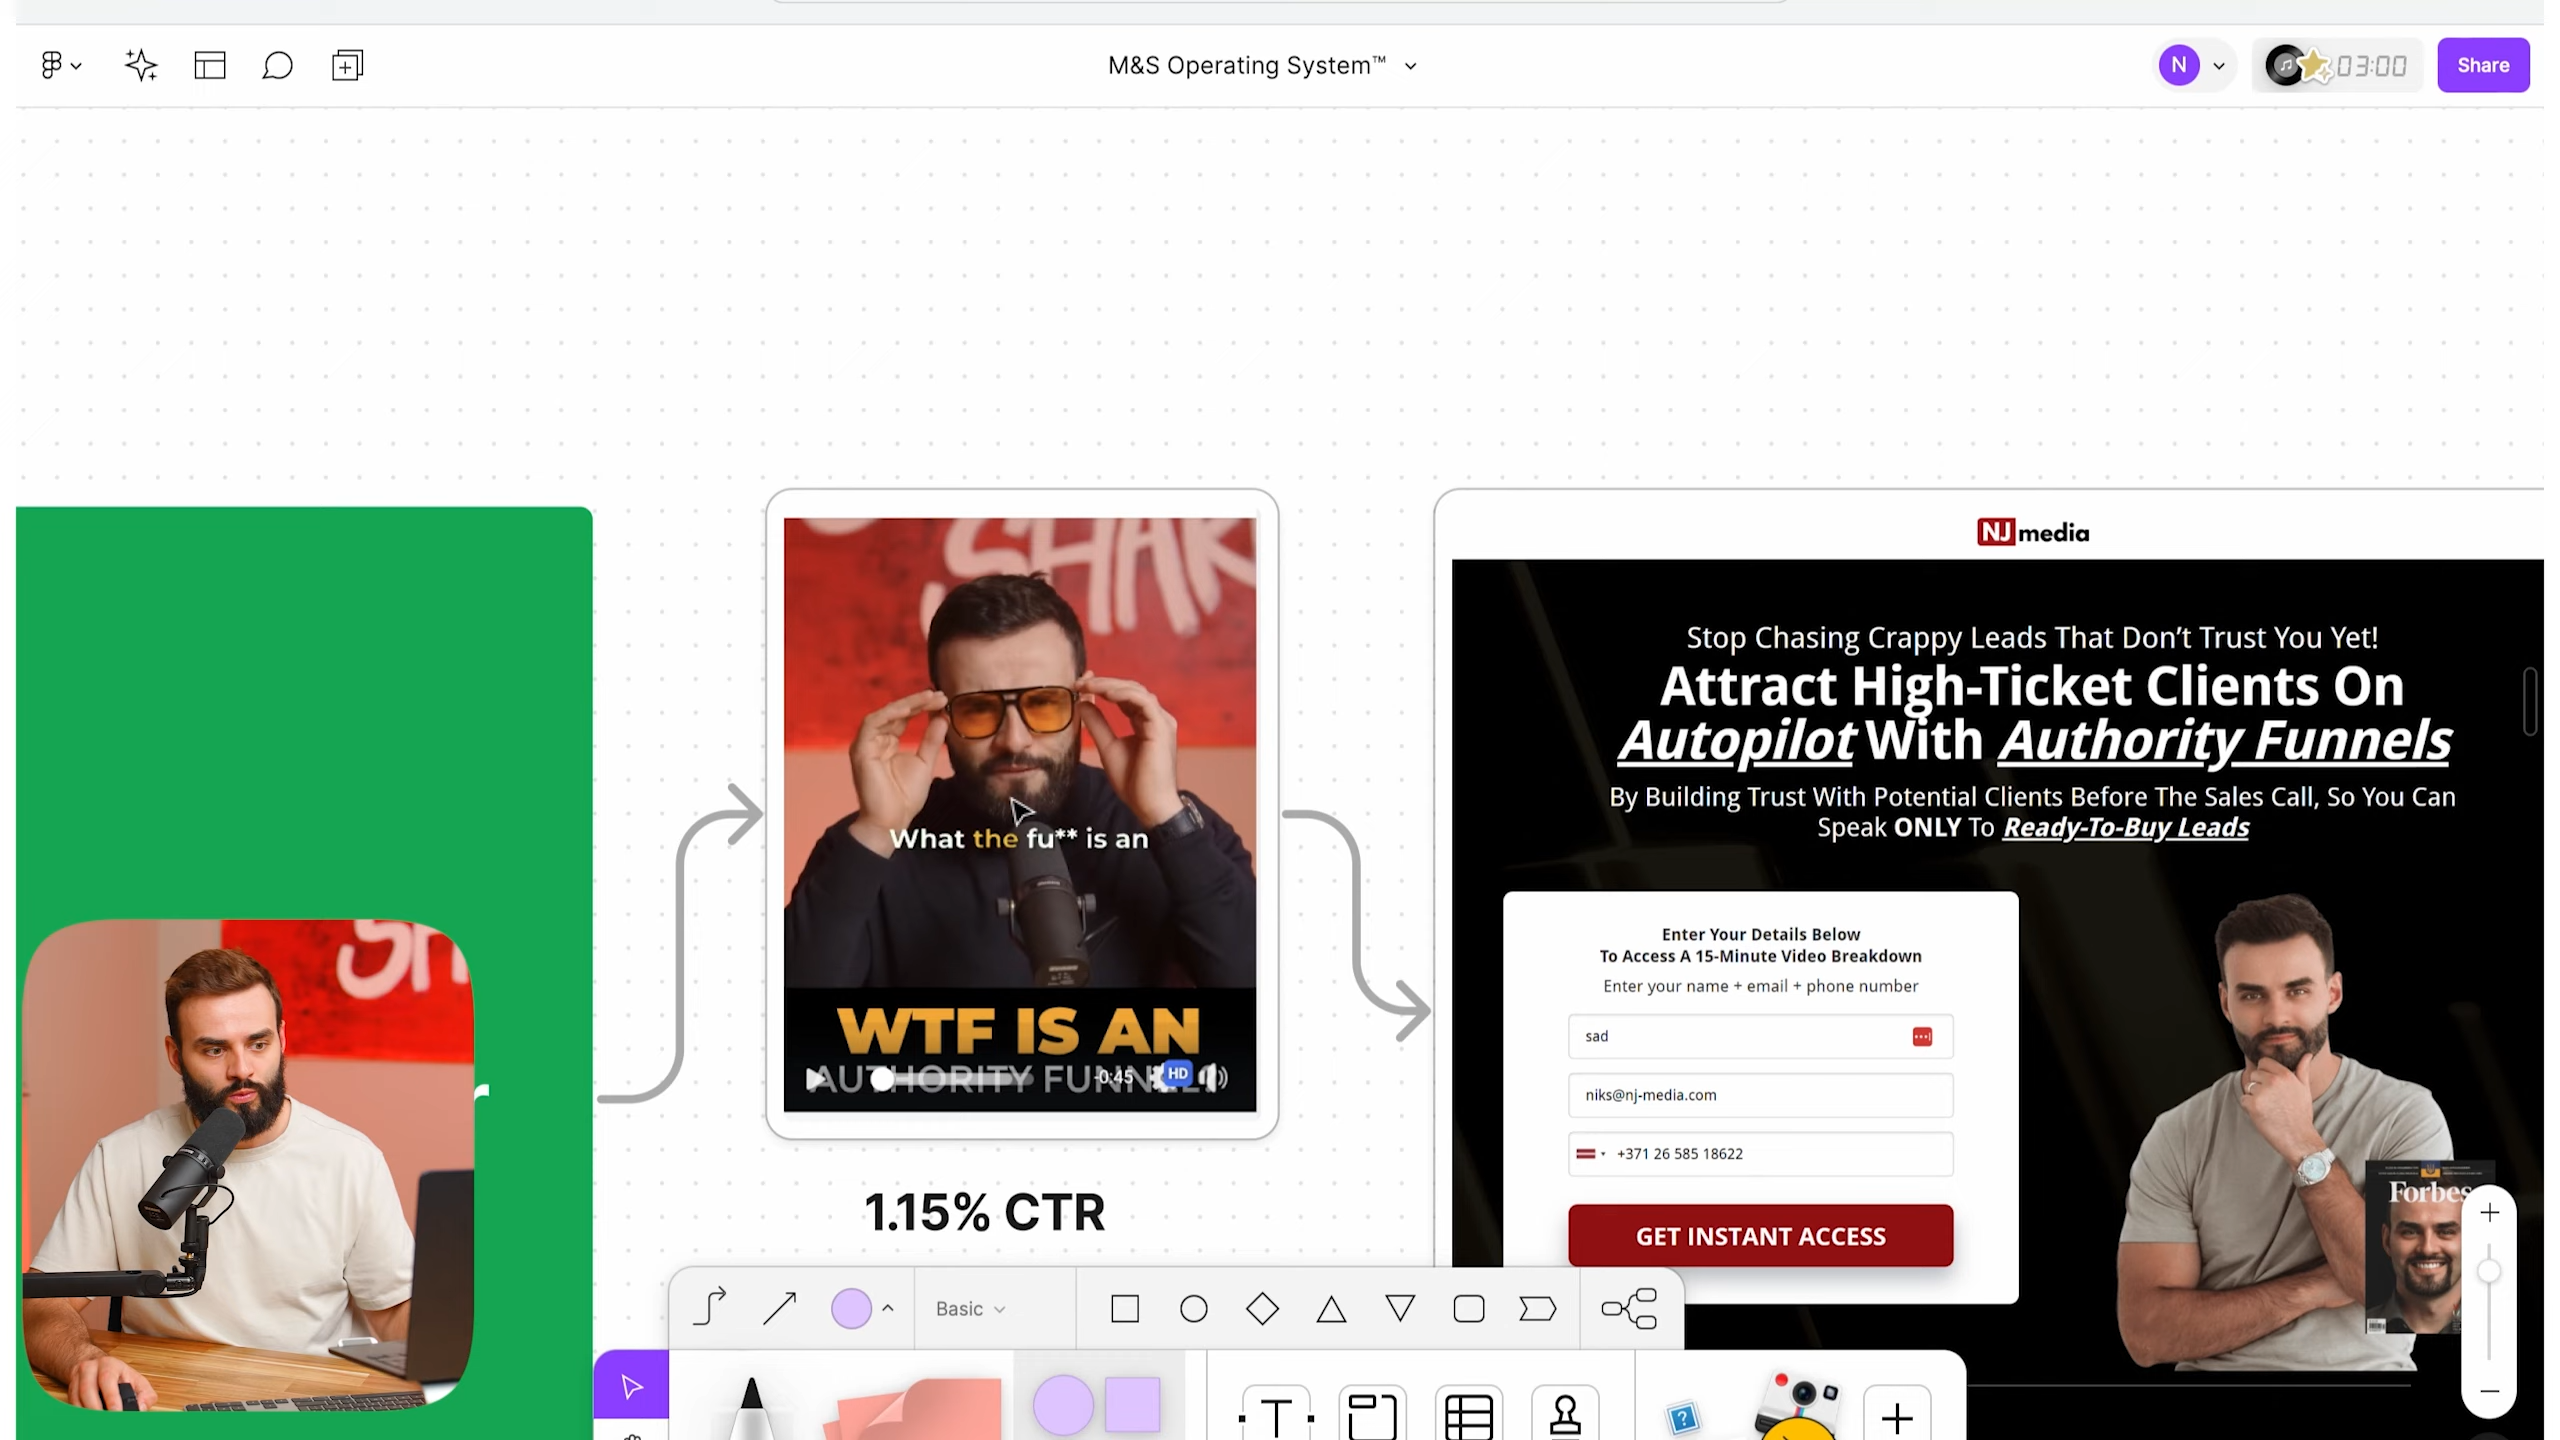 M&S Operating System™
N
03:00
Share
SHAR
What the fu** is an
WTF IS AN
AUTHORITY FUNNEL?
-0:45
HD
1.15% CTR
NJ media
Stop Chasing Crappy Leads That Don't Trust You Yet!
Attract High-Ticket Clients On
Autopilot With Authority Funnels
By Building Trust With Potential Clients Before The Sales Call, So You Can
Speak ONLY To Ready-To-Buy Leads
Enter Your Details Below
To Access A 15-Minute Video Breakdown
Enter your name + email + phone number
sad
niks@nj-media.com
+371 26 585 18622
GET INSTANT ACCESS
Forbes
SH
r
Basic
T